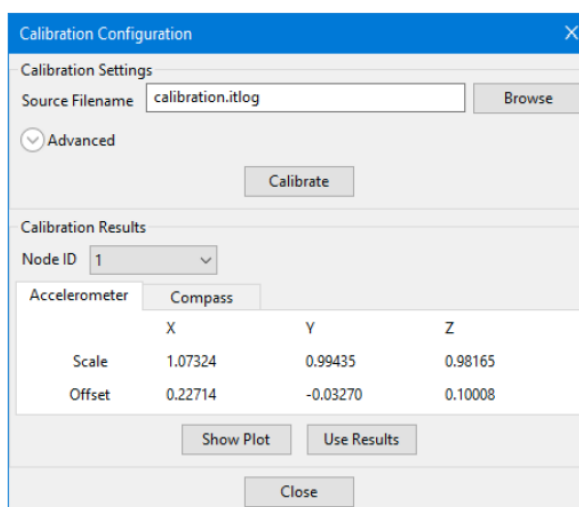 Calibration Configuration
Calibration Settings
Source Filename calibration.itlog Browse
Advanced
Calibrate
Calibration Results
Node ID 1
Accelerometer Compass
X Y Z
Scale 1.07324 0.99435 0.98165
Offset 0.22714 -0.03270 0.10008
Show Plot Use Results
Close